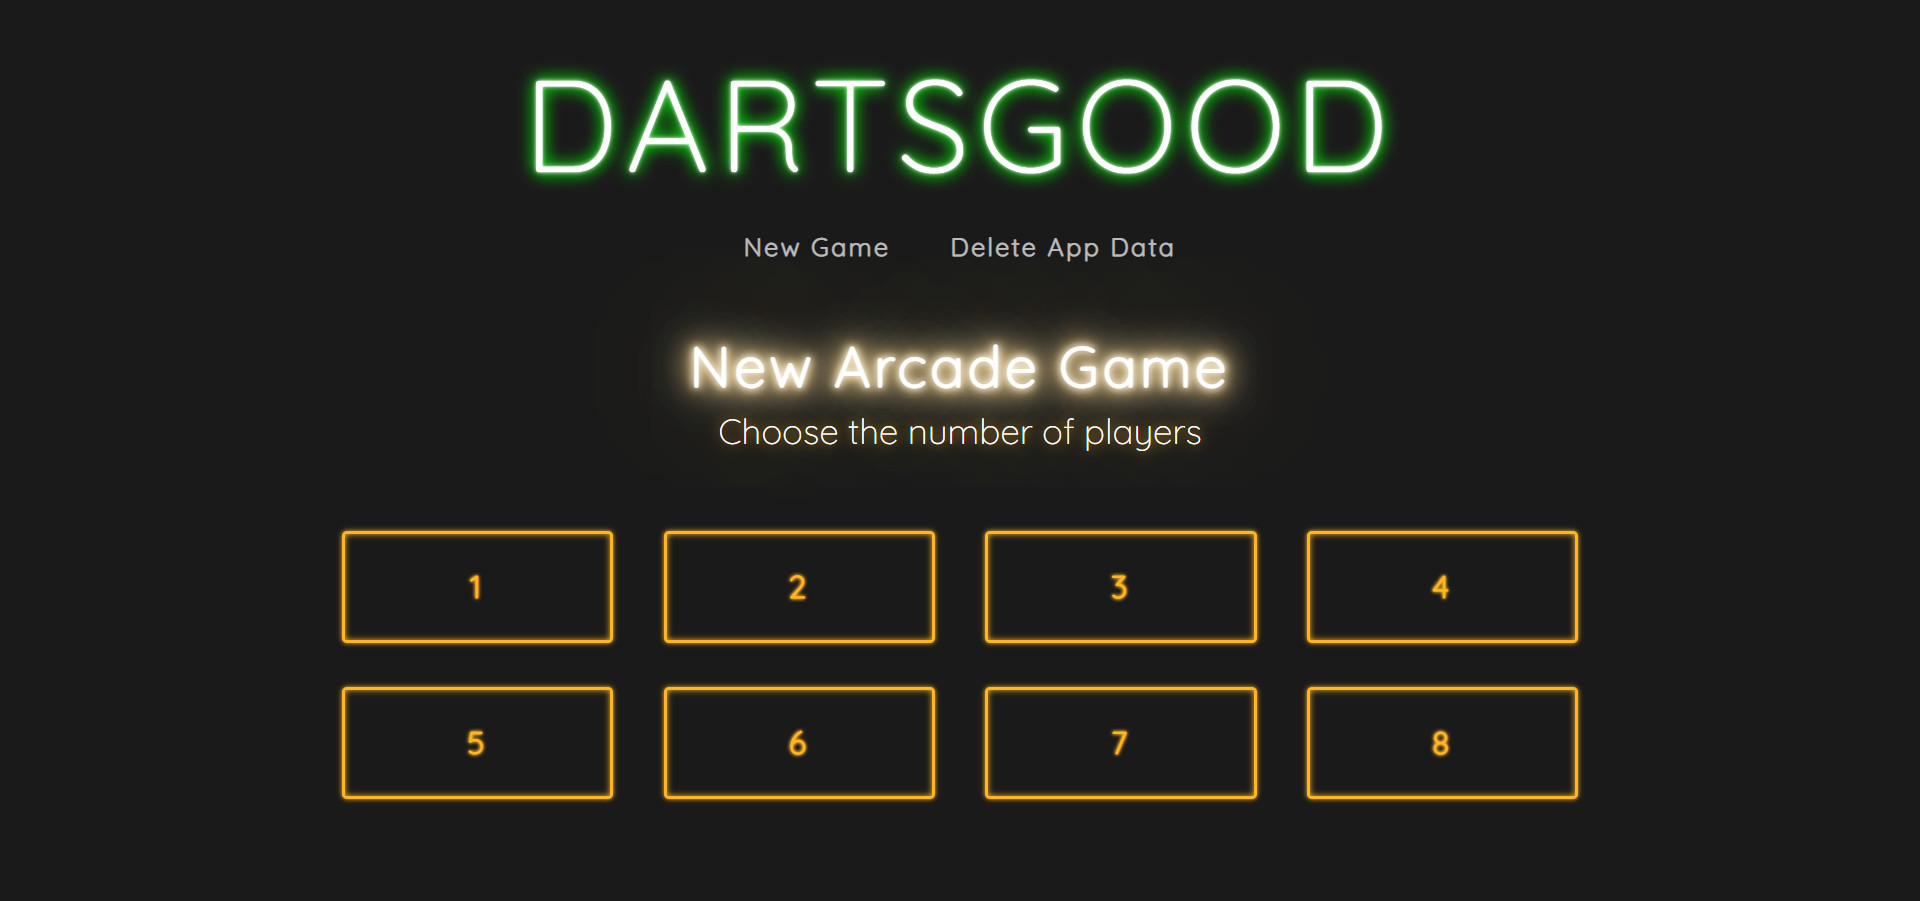 DARTSGOOD
New Game Delete App Data
New Arcade Game
Choose the number of players
1 2 3 4
5 6 7 8